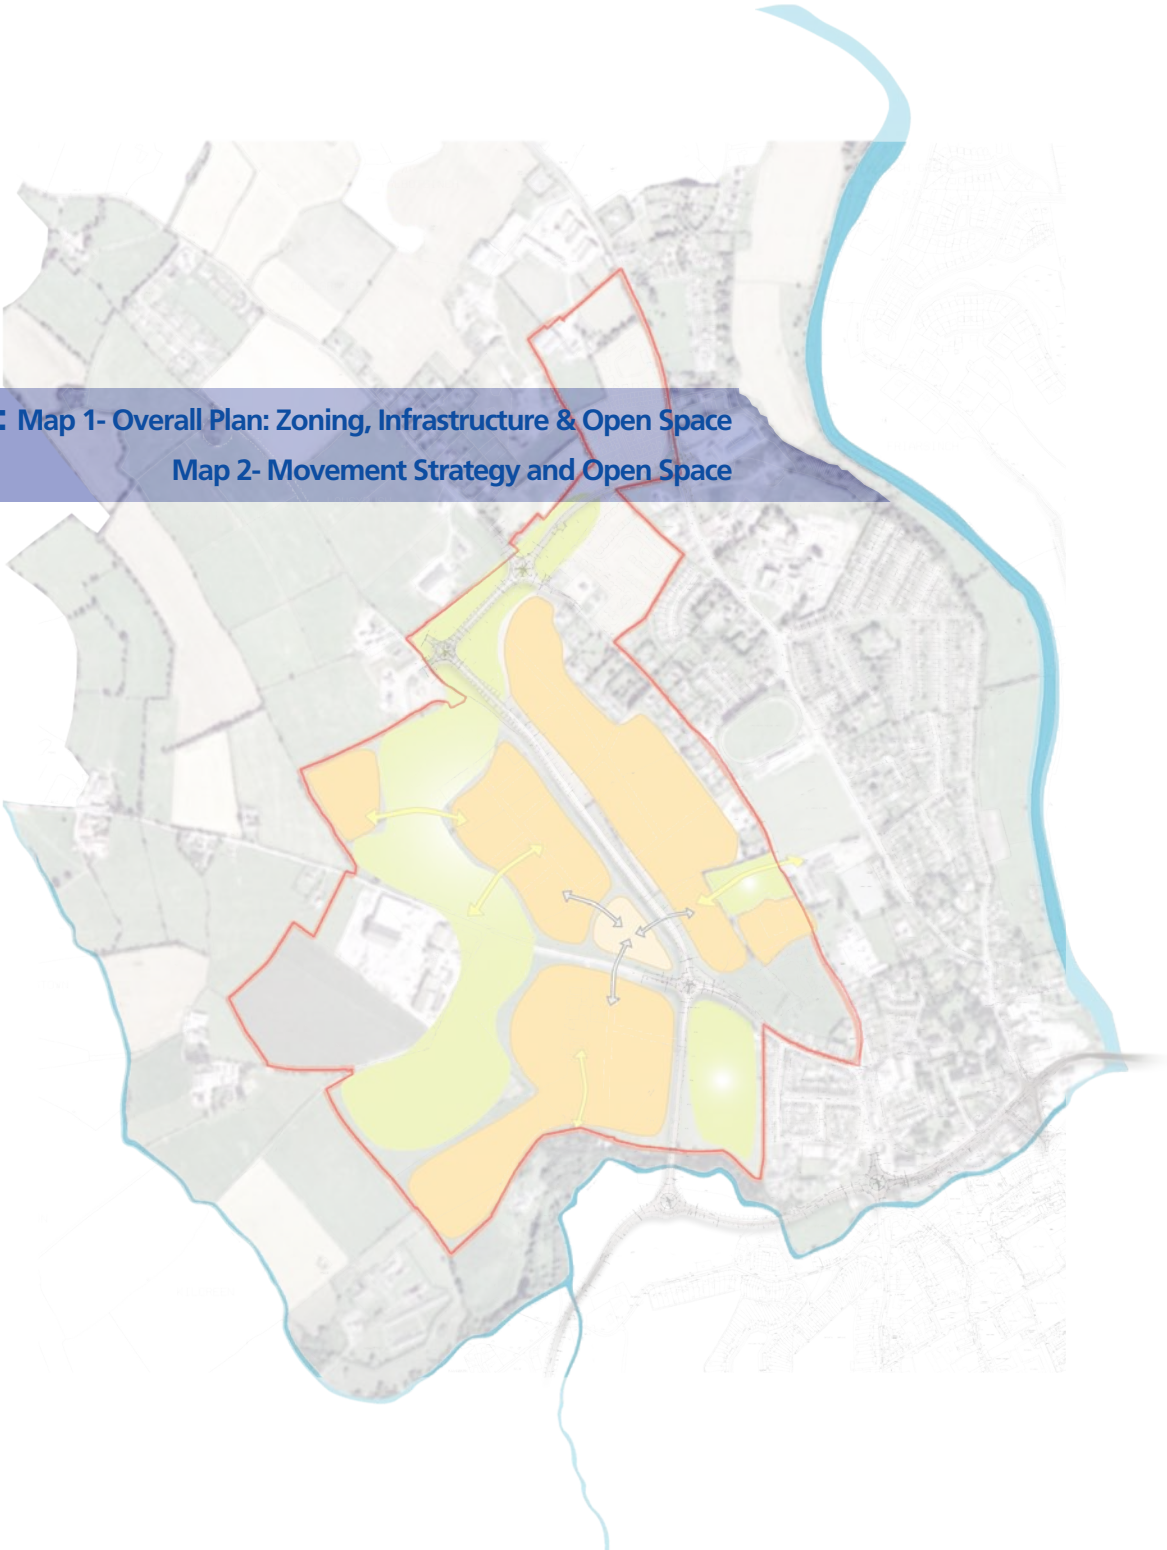 : Map 1- Overall Plan: Zoning, Infrastructure & Open Space
Map 2- Movement Strategy and Open Space